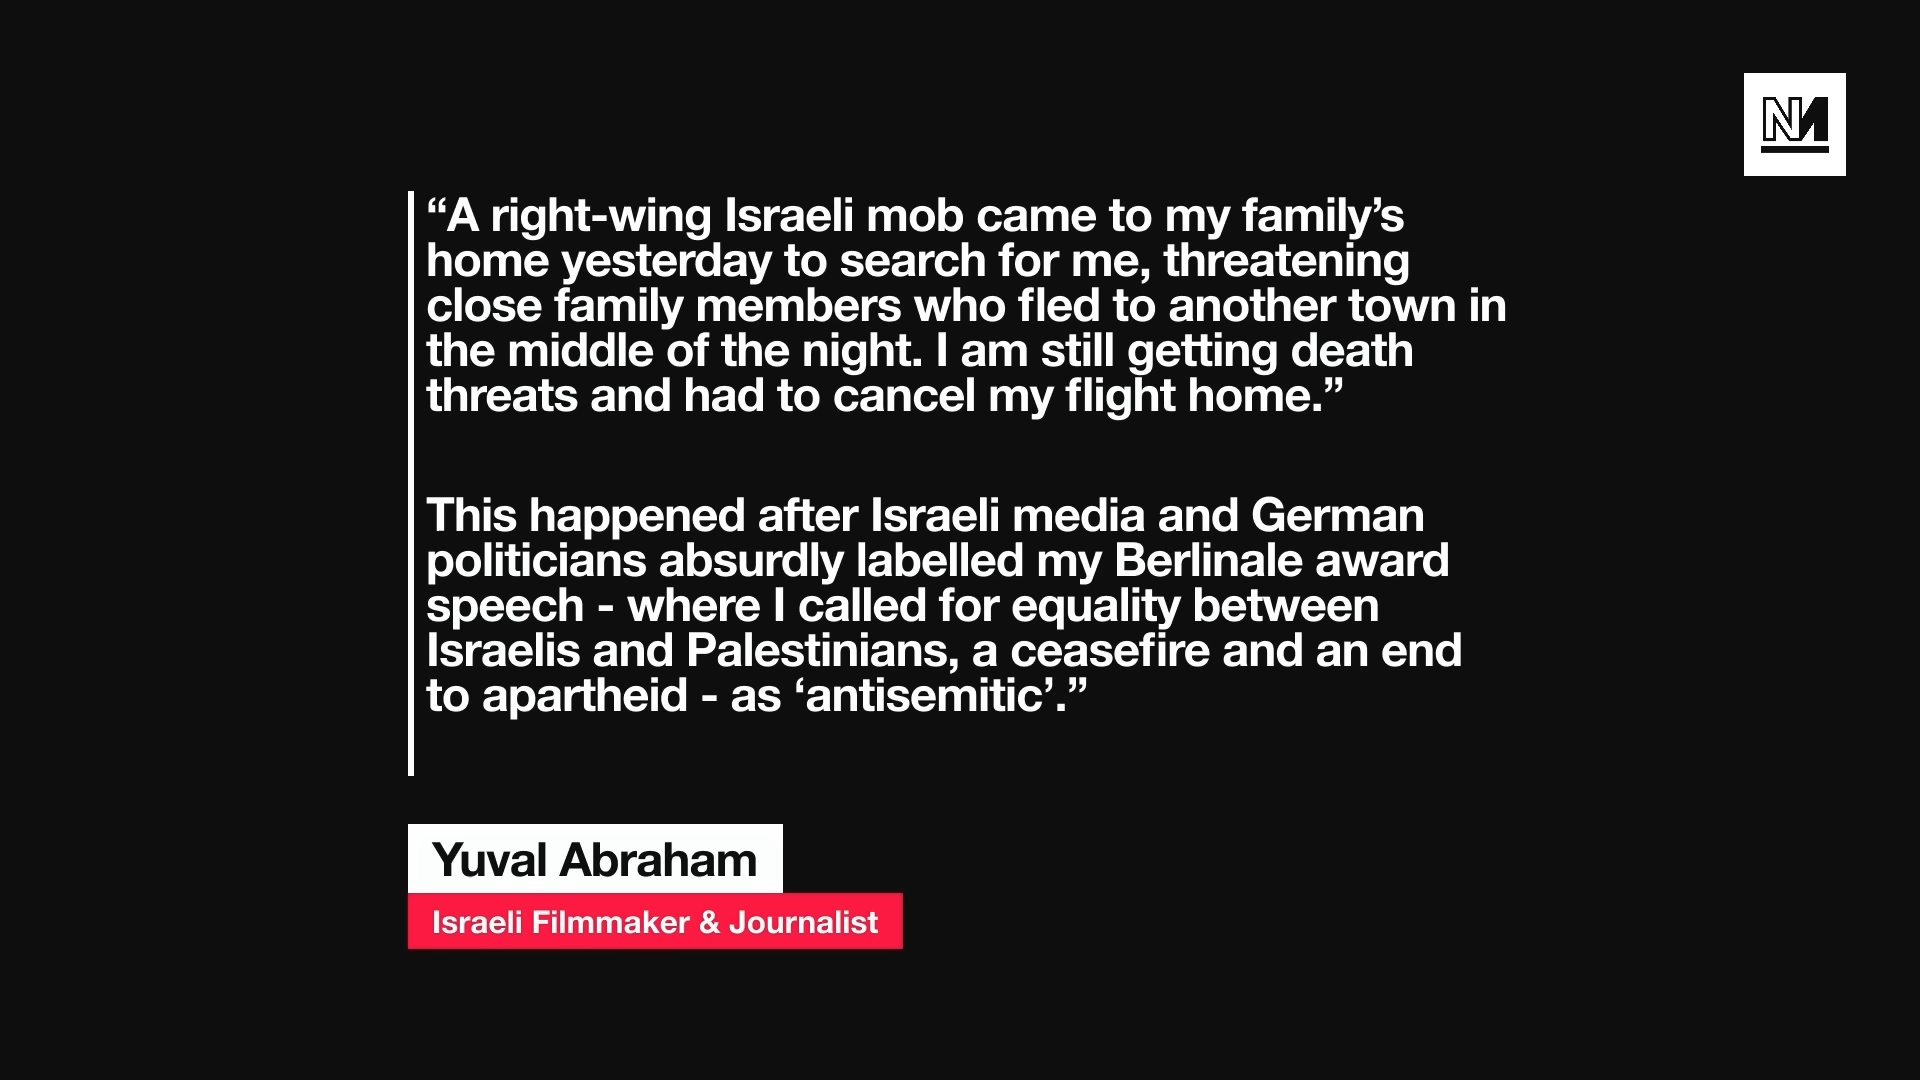 “A right-wing Israeli mob came to my family’s
home yesterday to search for me, threatening
close family members who fled to another town in
the middle of the night. I am still getting death
threats and had to cancel my flight home.”
This happened after Israeli media and German
politicians absurdly labelled my Berlinale award
speech - where I called for equality between
Israelis and Palestinians, a ceasefire and an end
to apartheid - as ‘antisemitic’.”
Yuval Abraham
Israeli Filmmaker & Journalist